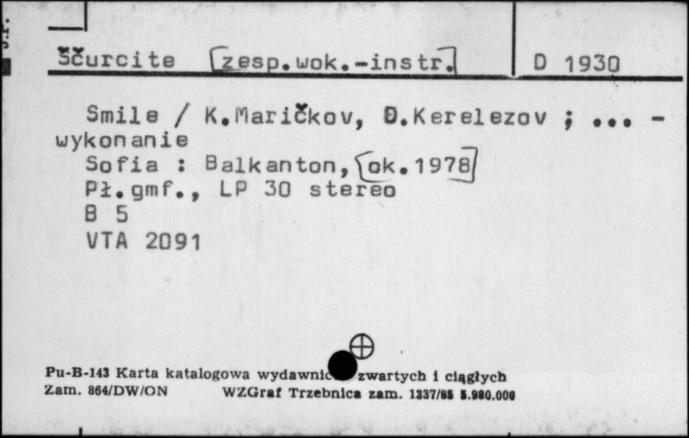 Ščurcite [zesp.wok.-instr.] D 1930
Smile / K.Maričkov, D.Kerelezov ; ... -
wykonanie
Sofia : Balkanton, [ok.1978]
Pł.gmf., LP 30 stereo
B 5
VTA 2091
Pu-B-143 Karta katalogowa zwartych i ciągłych
Zam. 864/DW/ON WZGraf Trzebnica zam. 1337/85 5.980.000